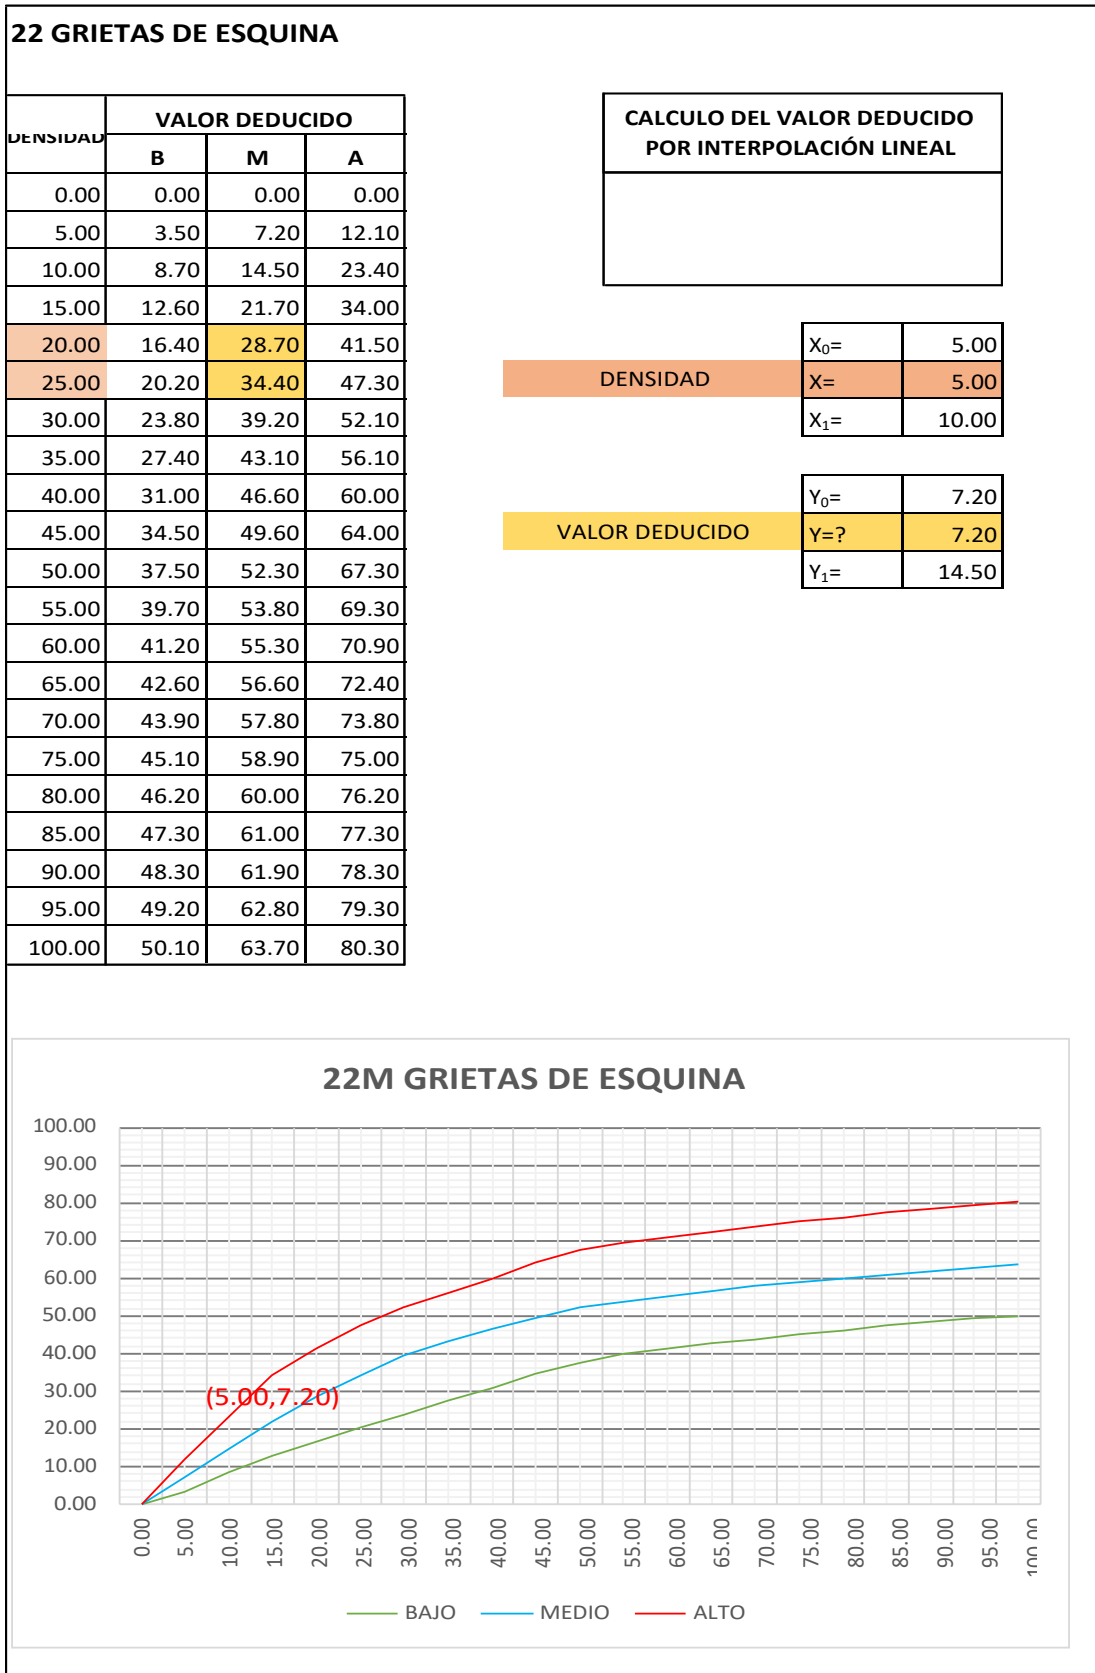 22 GRIETAS DE ESQUINA
DENSIDAD VALOR DEDUCIDO
B M A
0.00 0.00 0.00 0.00
5.00 3.50 7.20 12.10
10.00 8.70 14.50 23.40
15.00 12.60 21.70 34.00
20.00 16.40 28.70 41.50
25.00 20.20 34.40 47.30
30.00 23.80 39.20 52.10
35.00 27.40 43.10 56.10
40.00 31.00 46.60 60.00
45.00 34.50 49.60 64.00
50.00 37.50 52.30 67.30
55.00 39.70 53.80 69.30
60.00 41.20 55.30 70.90
65.00 42.60 56.60 72.40
70.00 43.90 57.80 73.80
75.00 45.10 58.90 75.00
80.00 46.20 60.00 76.20
85.00 47.30 61.00 77.30
90.00 48.30 61.90 78.30
95.00 49.20 62.80 79.30
100.00 50.10 63.70 80.30
CALCULO DEL VALOR DEDUCIDO
POR INTERPOLACIÓN LINEAL
X₀= 5.00
DENSIDAD X= 5.00
X₁= 10.00
Y₀= 7.20
VALOR DEDUCIDO Y=? 7.20
Y₁= 14.50
22M GRIETAS DE ESQUINA
100.00
90.00
80.00
70.00
60.00
50.00
40.00
30.00
20.00
10.00
0.00
(5.00,7.20)
0.00 5.00 10.00 15.00 20.00 25.00 30.00 35.00 40.00 45.00 50.00 55.00 60.00 65.00 70.00 75.00 80.00 85.00 90.00 95.00 100.00
BAJO MEDIO ALTO